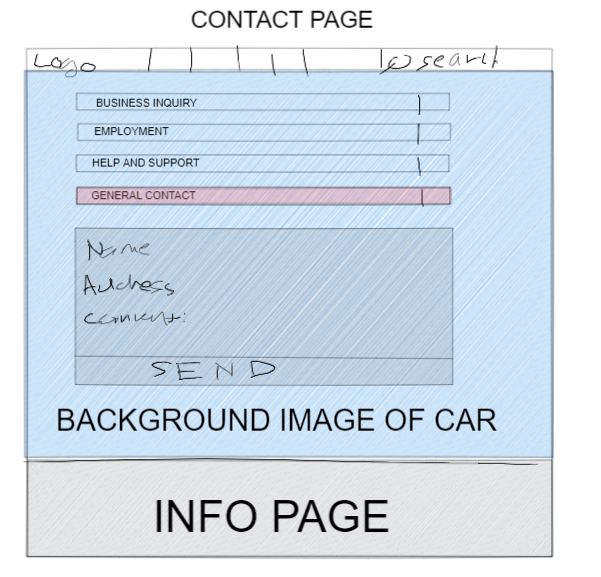 CONTACT PAGE
Logo search
BUSINESS INQUIRY
EMPLOYMENT
HELP AND SUPPORT
GENERAL CONTACT
Name
Address
comment:
SEND
BACKGROUND IMAGE OF CAR
INFO PAGE